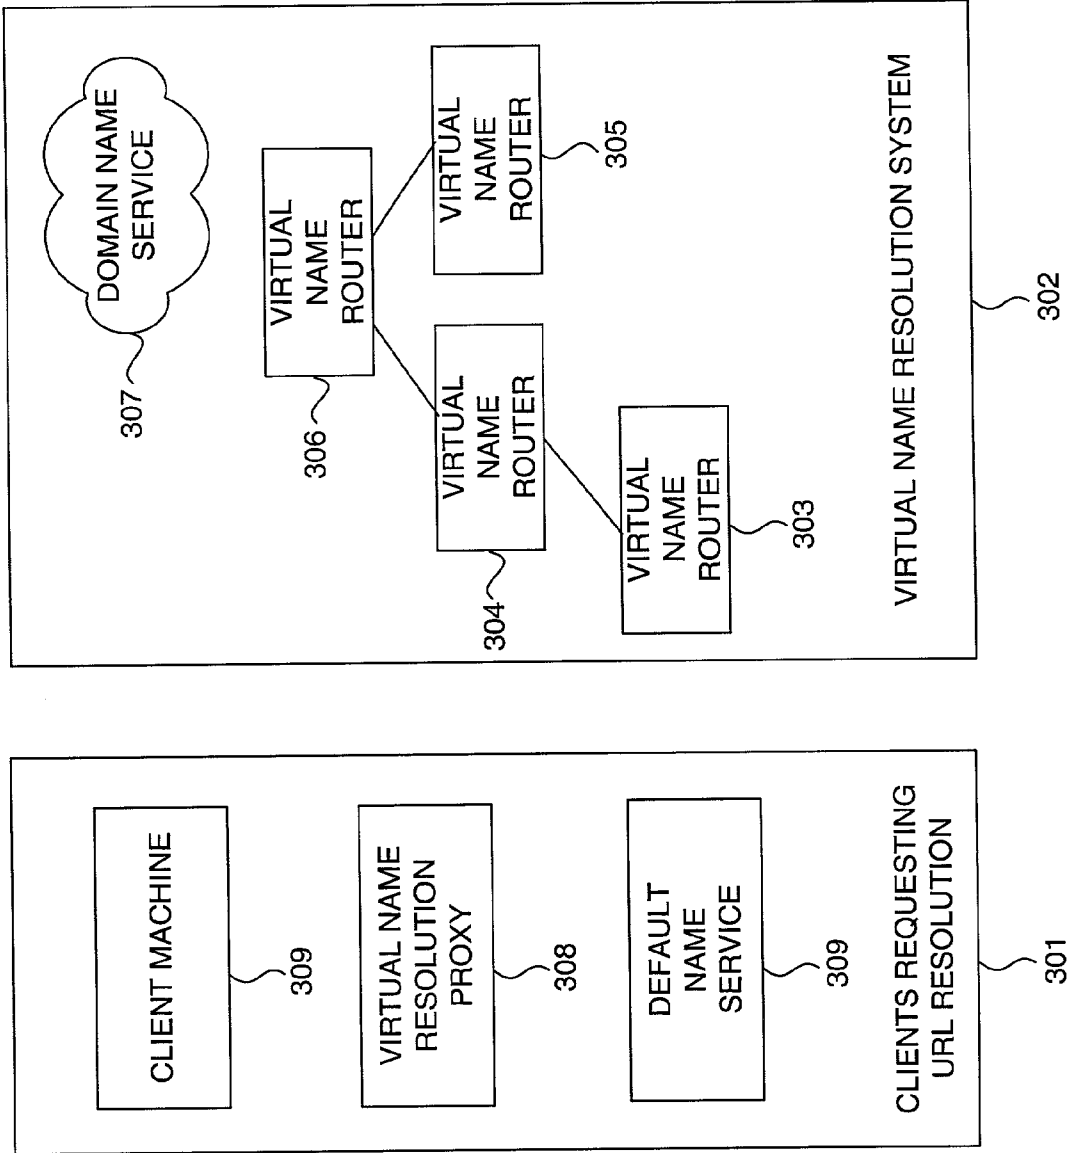 CLIENT MACHINE
309
VIRTUAL NAME
RESOLUTION
PROXY
308
DEFAULT
NAME
SERVICE
309
CLIENTS REQUESTING
URL RESOLUTION
301
DOMAIN NAME
SERVICE
307
VIRTUAL
NAME
ROUTER
306
VIRTUAL
NAME
ROUTER
304
VIRTUAL
NAME
ROUTER
305
VIRTUAL
NAME
ROUTER
303
VIRTUAL NAME RESOLUTION SYSTEM
302